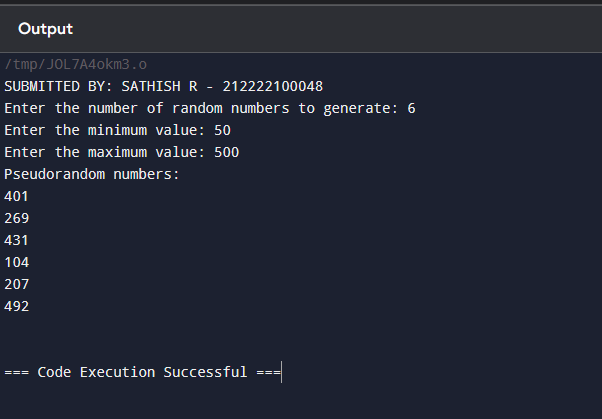 Output
/tmp/JOL7A4okm3.o
SUBMITTED BY: SATHISH R - 212222100048
Enter the number of random numbers to generate: 6
Enter the minimum value: 50
Enter the maximum value: 500
Pseudorandom numbers:
401
269
431
104
207
492
=== Code Execution Successful ===